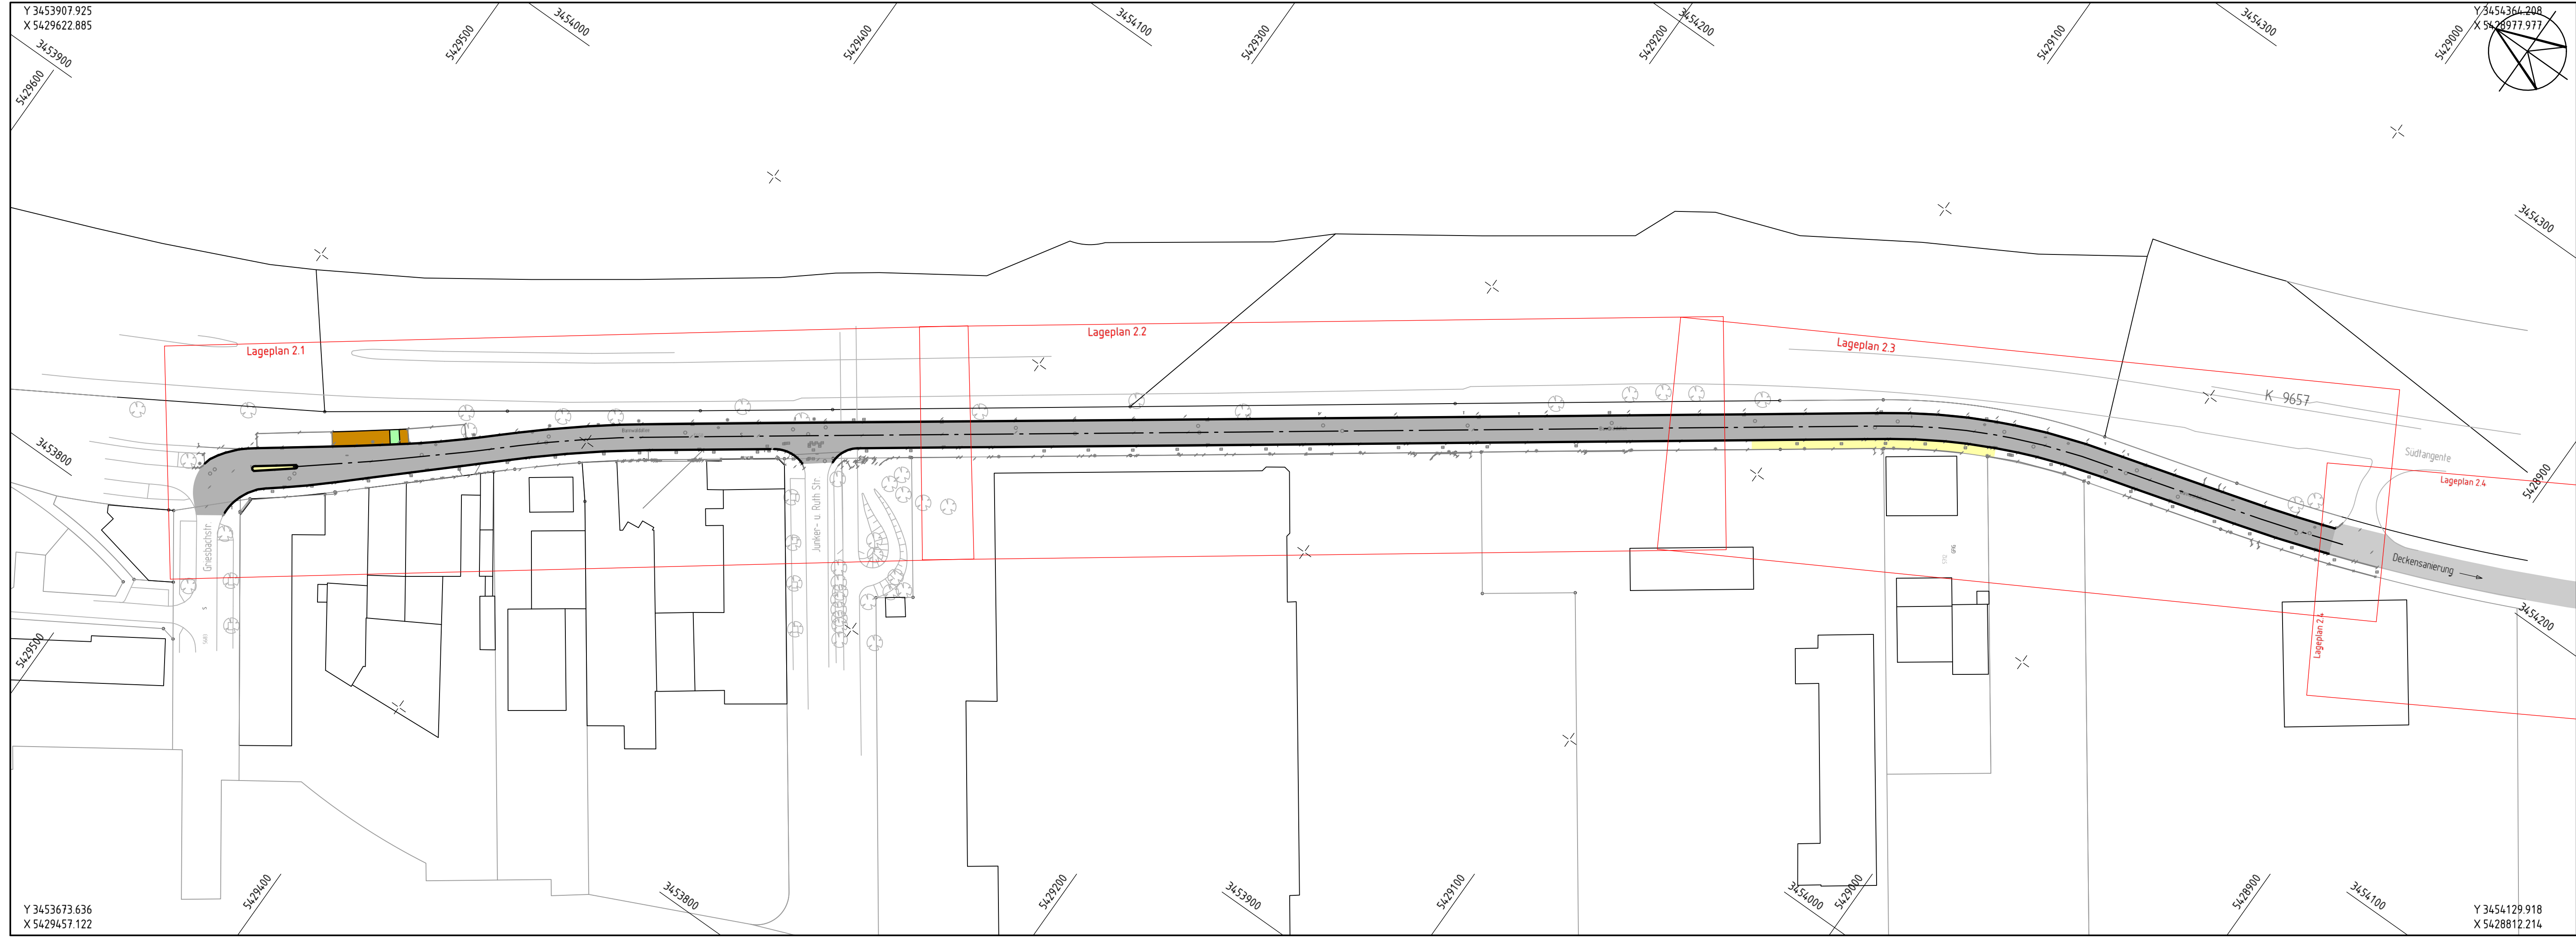 Y 3453907.925
X 5429622.885
3453900
5429600
5429500
3454000
5429400
3454100
5429300
3454200
5429200
5429100
3454300
5429000
Y 3454364.208
X 5428977.977
3454300
Lageplan 2.1
Lageplan 2.2
Lageplan 2.3
K 9657
Südtangente
Lageplan 2.4
5428900
3453800
Griesbachstr
Junker- u. Ruth Str
Deckensanierung
3454200
Lageplan 2.4
5429500
5429400
3453800
5429200
3453900
5429100
3454000
5429000
5428900
3454100
Y 3453673.636
X 5429457.122
Y 3454129.918
X 5428812.214